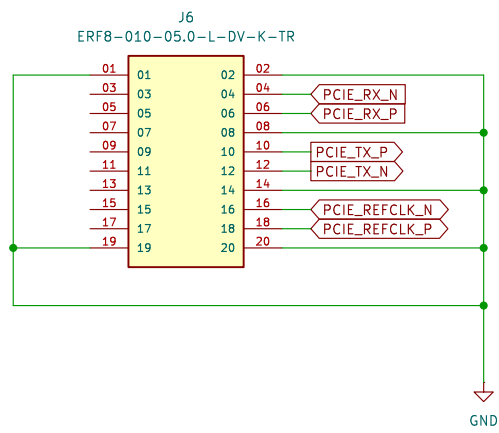 J6
ERF8-010-05.0-L-DV-K-TR
01 01 02 02
03 03 04 04 PCIE_RX_N
05 05 06 06 PCIE_RX_P
07 07 08 08
09 09 10 10 PCIE_TX_P
11 11 12 12 PCIE_TX_N
13 13 14 14
15 15 16 16 PCIE_REFCLK_N
17 17 18 18 PCIE_REFCLK_P
19 19 20 20
GND